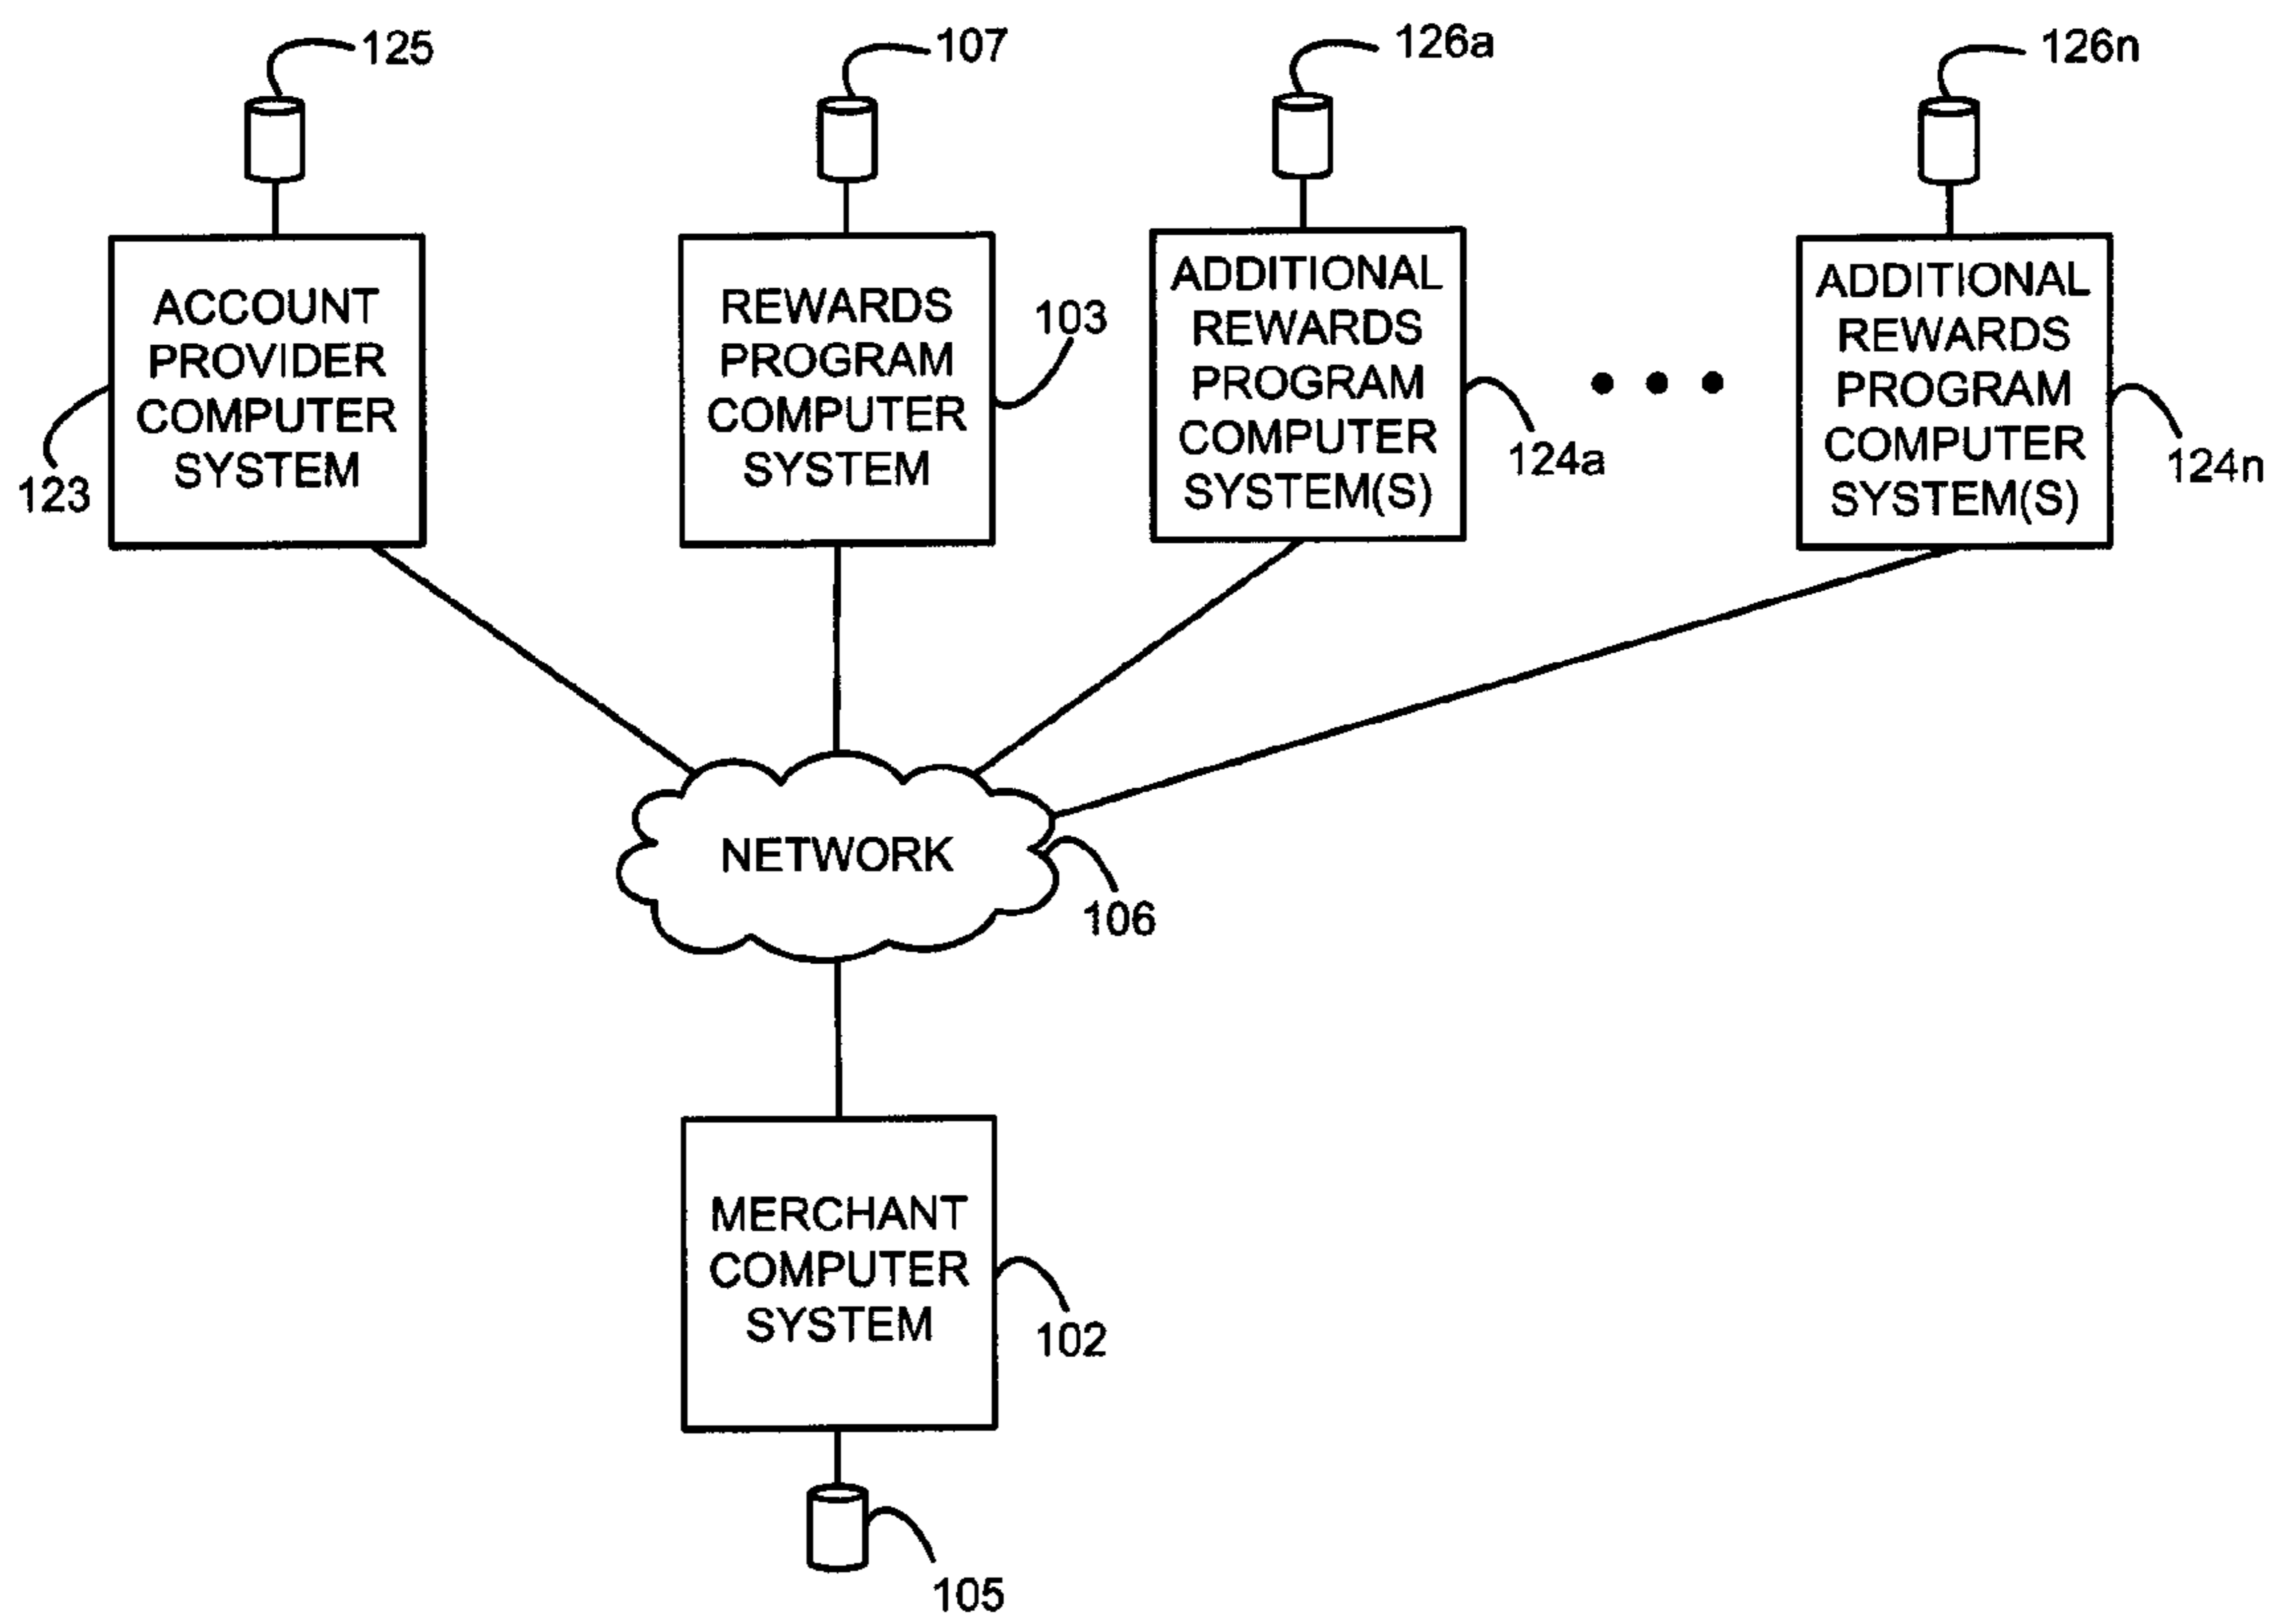 125
107
126a
126n
ACCOUNT
PROVIDER
COMPUTER
SYSTEM
123
REWARDS
PROGRAM
COMPUTER
SYSTEM
103
ADDITIONAL
REWARDS
PROGRAM
COMPUTER
SYSTEM(S)
124a
ADDITIONAL
REWARDS
PROGRAM
COMPUTER
SYSTEM(S)
124n
NETWORK
106
MERCHANT
COMPUTER
SYSTEM
102
105